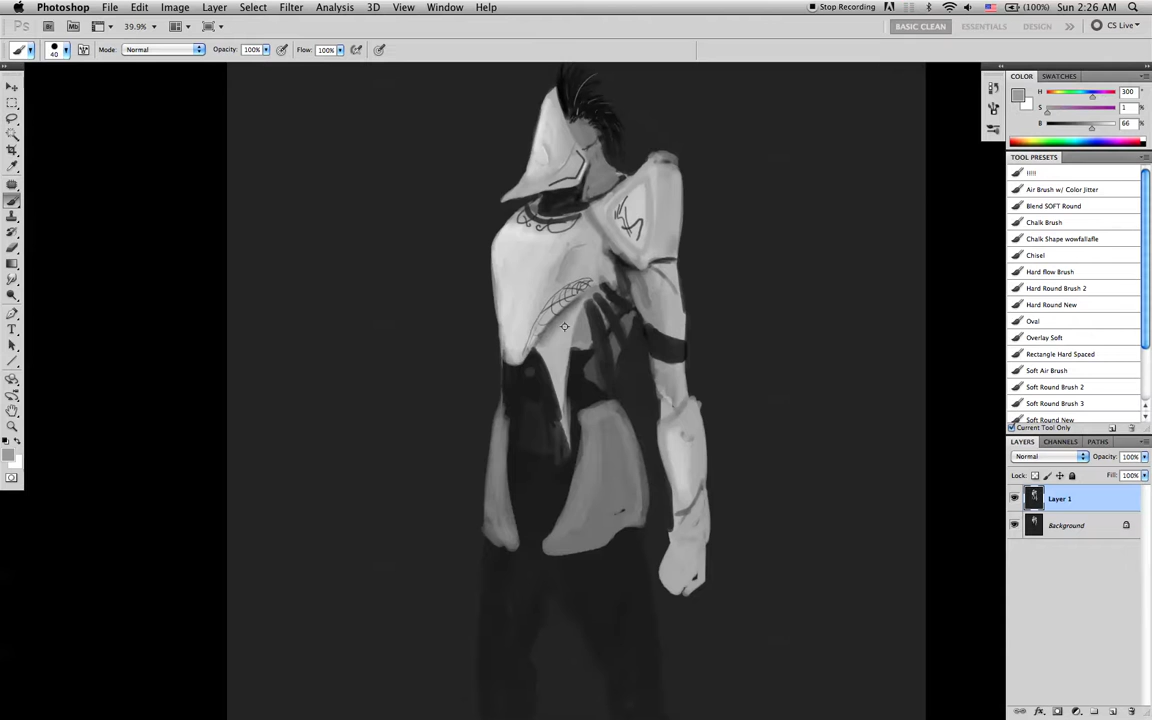 Photoshop File Edit Image Layer Select Filter Analysis 3D View Window Help
Stop Recording (100%) Sun 2:26 AM
Ps Br Mb 39.9% BASIC CLEAN ESSENTIALS DESIGN CS Live
40 Mode: Normal Opacity: 100% Flow: 100%
COLOR SWATCHES
H 300 °
S 1 %
B 66 %
TOOL PRESETS
!!!!!
Air Brush w/ Color Jitter
Blend SOFT Round
Chalk Brush
Chalk Shape wowfallafle
Chisel
Hard flow Brush
Hard Round Brush 2
Hard Round New
Oval
Overlay Soft
Rectangle Hard Spaced
Soft Air Brush
Soft Round Brush 2
Soft Round Brush 3
Soft Round New
Current Tool Only
LAYERS CHANNELS PATHS
Normal Opacity: 100%
Lock: Fill: 100%
Layer 1
Background